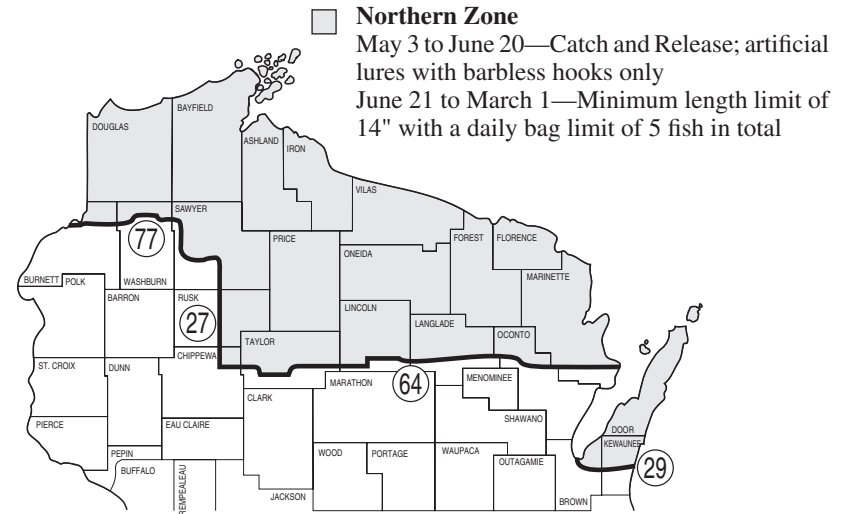 Northern Zone
May 3 to June 20—Catch and Release; artificial
lures with barbless hooks only
June 21 to March 1—Minimum length limit of
14" with a daily bag limit of 5 fish in total
BAYFIELD
DOUGLAS
ASHLAND
IRON
VILAS
SAWYER
77
PRICE
FOREST
FLORENCE
ONEIDA
MARINETTE
BURNETT
POLK
WASHBURN
BARRON
RUSK
27
LINCOLN
LANGLADE
OCONTO
TAYLOR
CHIPPEWA
ST. CROIX
DUNN
MARATHON
64
MENOMINEE
CLARK
SHAWANO
PIERCE
EAU CLAIRE
DOOR
KEWAUNEE
PEPIN
WOOD
PORTAGE
WAUPACA
OUTAGAMIE
29
BUFFALO
REMPEALEAU
JACKSON
BROWN